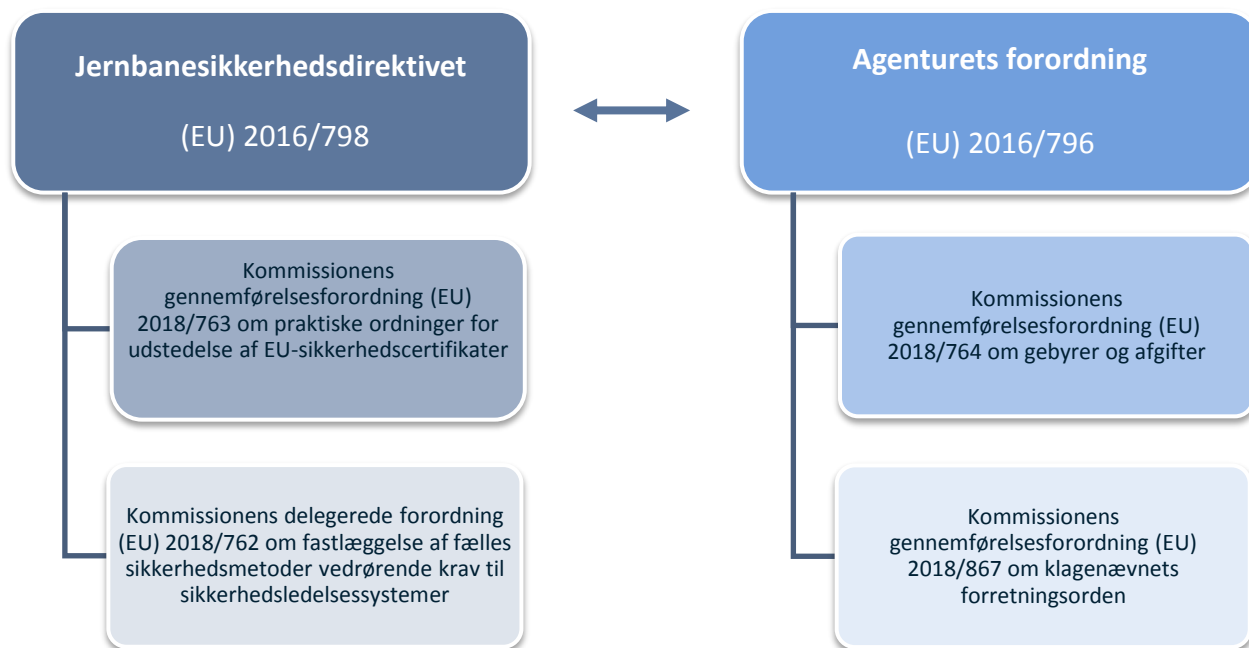 Jernbanesikkerhedsdirektivet
(EU) 2016/798
Agenturets forordning
(EU) 2016/796
Kommissionens
gennemførelsesforordning (EU)
2018/763 om praktiske ordninger for
udstedelse af EU-sikkerhedscertifikater
Kommissionens
gennemførelsesforordning (EU)
2018/764 om gebyrer og afgifter
Kommissionens delegerede forordning
(EU) 2018/762 om fastlæggelse af fælles
sikkerhedsmetoder vedrørende krav til
sikkerhedsledelsessystemer
Kommissionens
gennemførelsesforordning (EU)
2018/867 om klagenævnets
forretningsorden